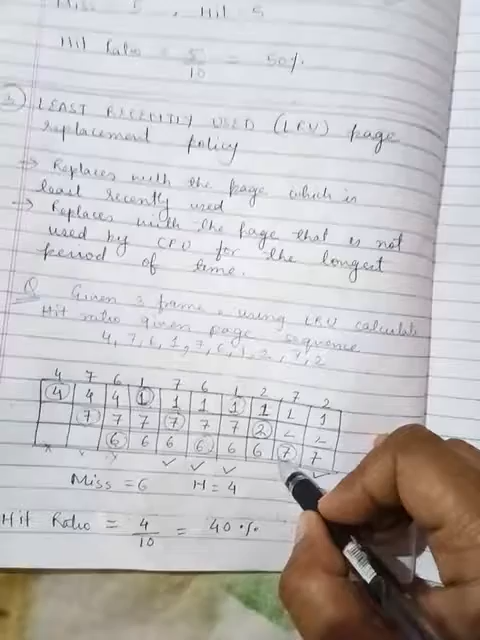 Miss 5 , Hit 5
Hit Ratio = 5/10 = 50%
2 LEAST RECENTLY USED (LRU) page
replacement policy
→ Replaces with the page which is
least recently used
→ Replaces with the page that is not
used by CPU for the longest
period of time.
Q Given 3 frame using LRU calculate
Hit ratio given page sequence
4, 7, 6, 1, 7, 6, 1, 2, 7, 2
4 7 6 1 7 6 1 2 7 2
4 4 4 1 1 1 1 1 1 1
7 7 7 7 7 7 2 2 2
6 6 6 6 6 6 7 7
x x ✓ ✓ ✓ ✓
Miss = 6 H = 4
Hit Ratio = 4/10 = 40%